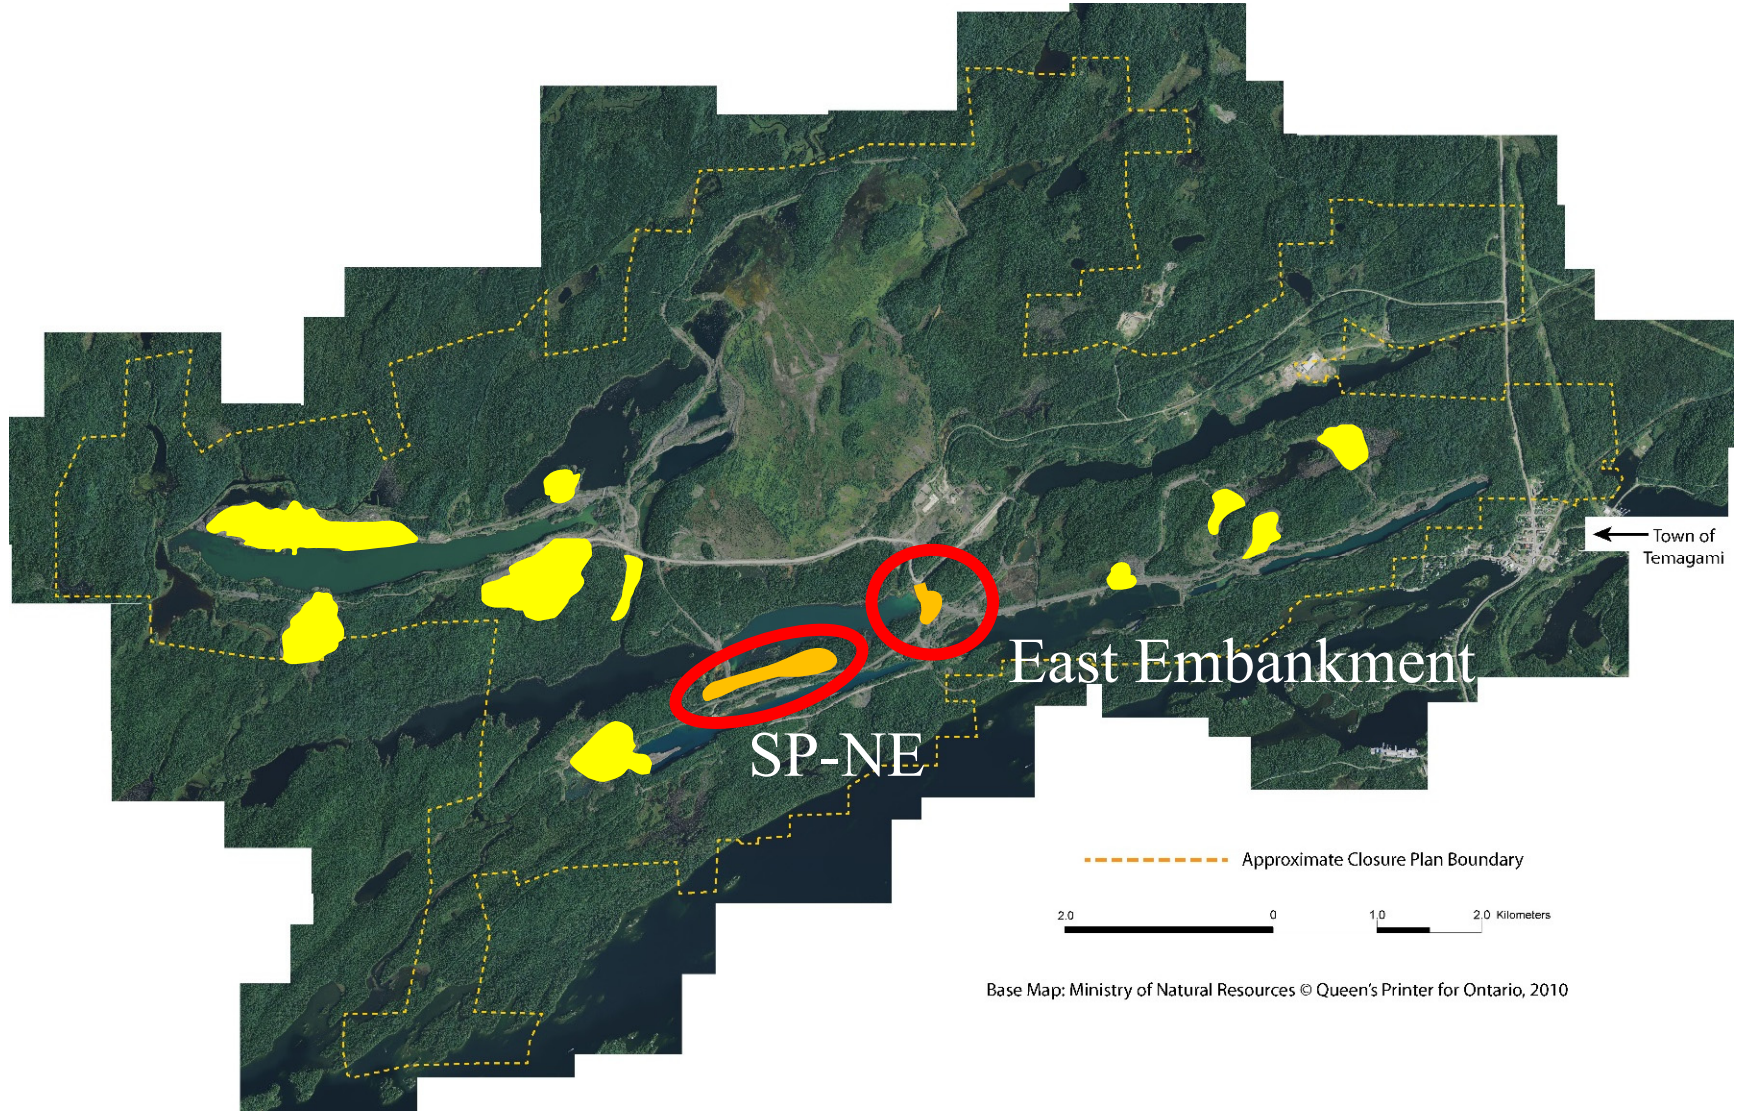 Town of
Temagami
East Embankment
SP-NE
Approximate Closure Plan Boundary
2.0 0 1.0 2.0 Kilometers
Base Map: Ministry of Natural Resources © Queen's Printer for Ontario, 2010